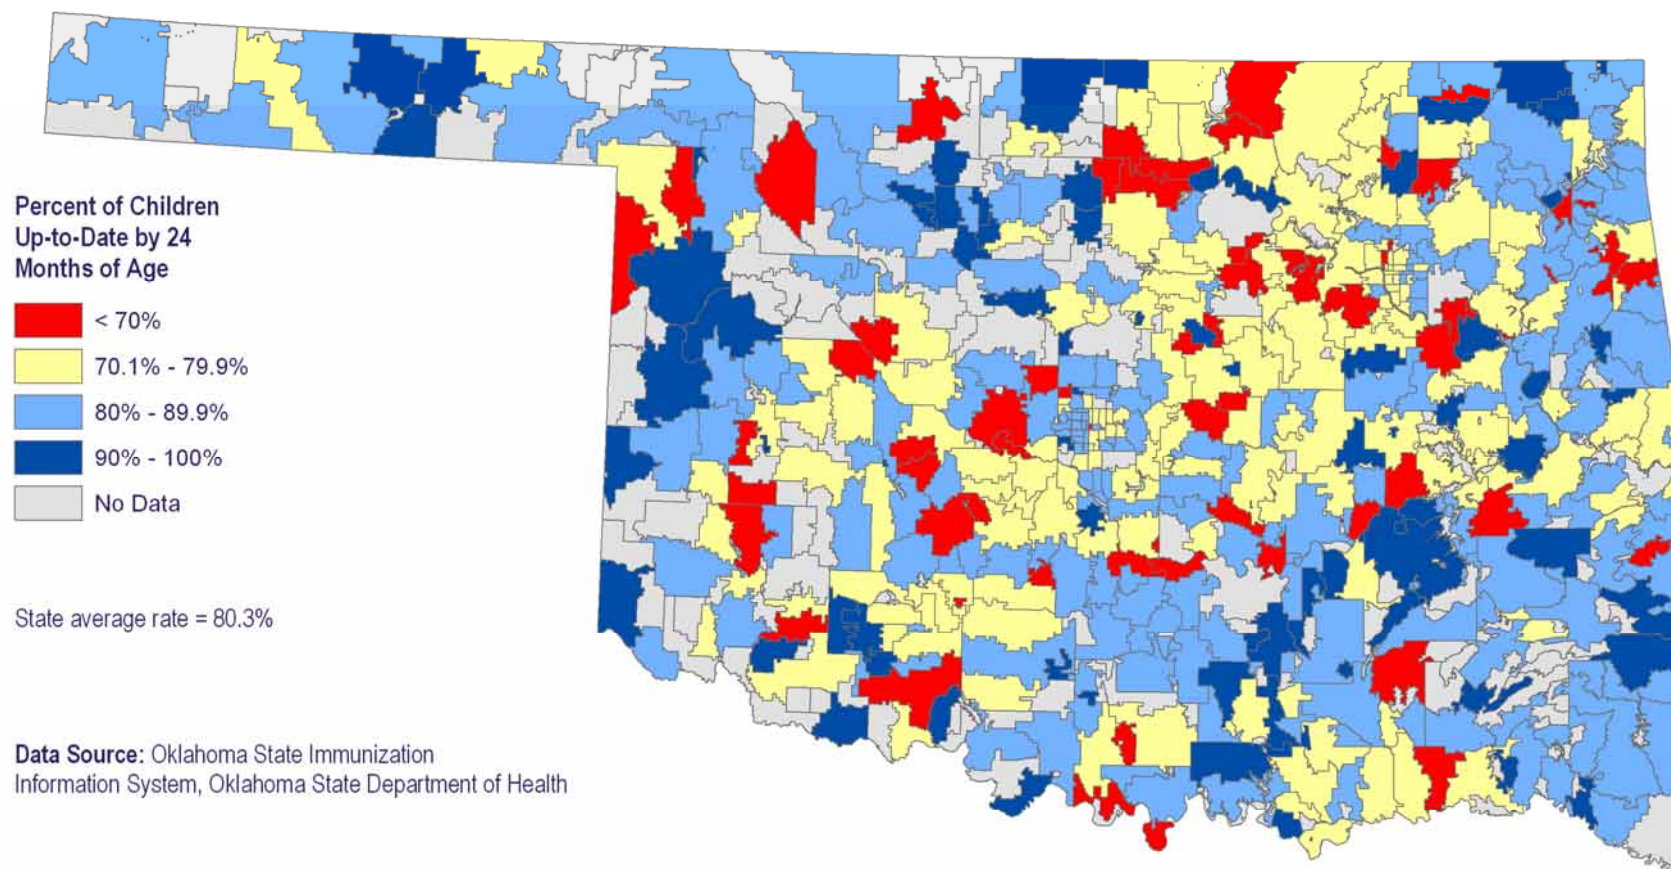 Percent of Children
Up-to-Date by 24
Months of Age
< 70%
70.1% - 79.9%
80% - 89.9%
90% - 100%
No Data
State average rate = 80.3%
Data Source: Oklahoma State Immunization
Information System, Oklahoma State Department of Health